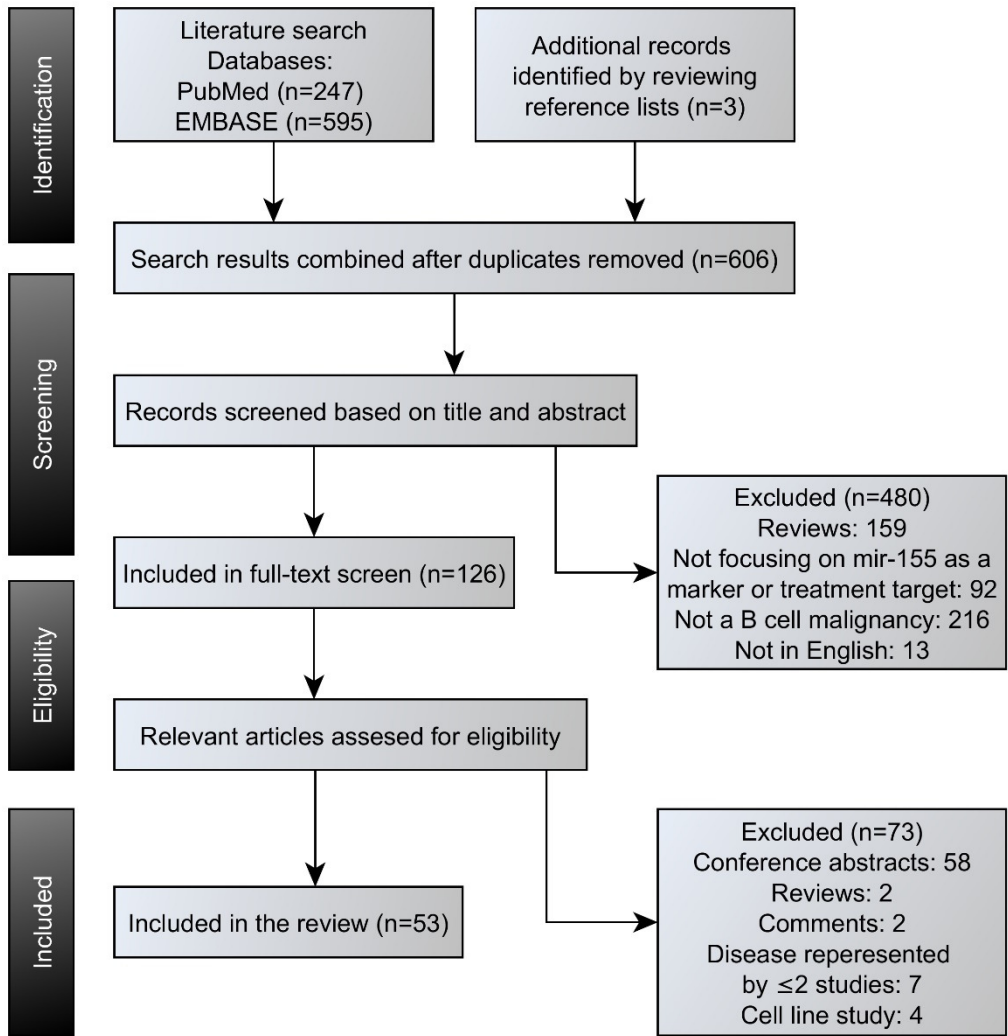 Identification
Literature search
Databases:
PubMed (n=247)
EMBASE (n=595)
Additional records
identified by reviewing
reference lists (n=3)
Search results combined after duplicates removed (n=606)
Screening
Records screened based on title and abstract
Excluded (n=480)
Reviews: 159
Not focusing on mir-155 as a
marker or treatment target: 92
Not a B cell malignancy: 216
Not in English: 13
Included in full-text screen (n=126)
Eligibility
Relevant articles assesed for eligibility
Excluded (n=73)
Conference abstracts: 58
Reviews: 2
Comments: 2
Disease reperesented
by ≤2 studies: 7
Cell line study: 4
Included
Included in the review (n=53)